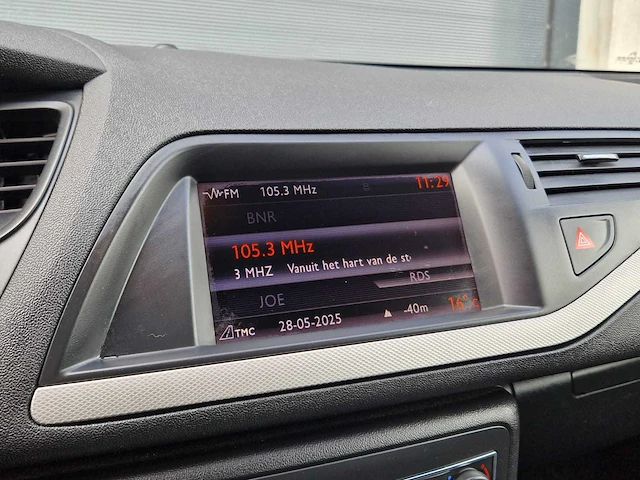 FM 105.3 MHz 11:29
BNR
105.3 MHz
3 MHZ Vanuit het hart van de st
RDS
JOE
TMC 28-05-2025 -40m 16°C